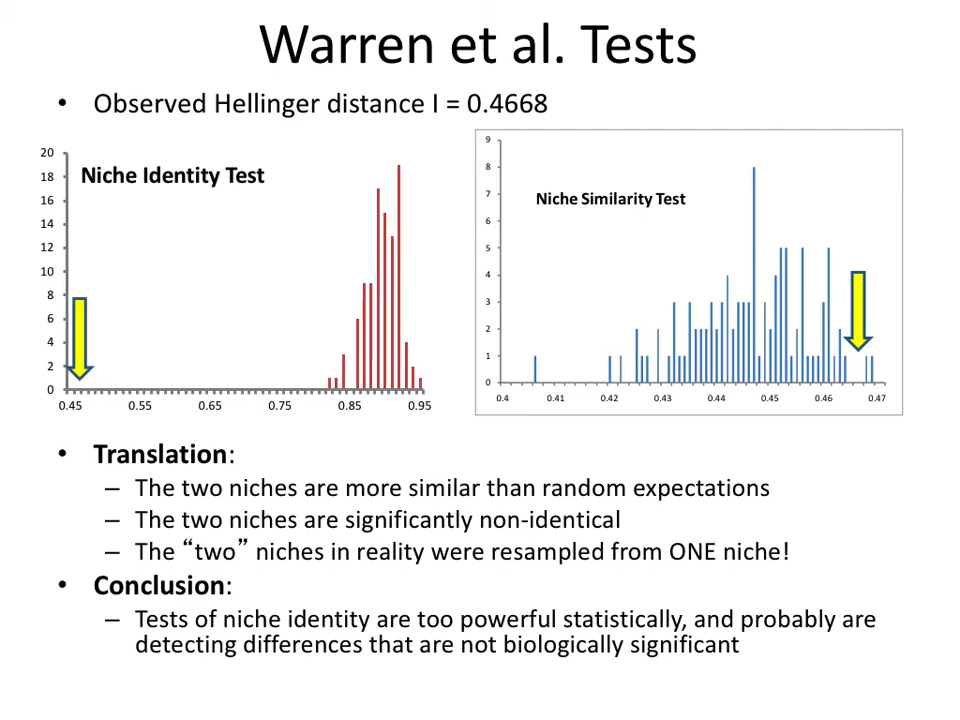 Warren et al. Tests
• Observed Hellinger distance I = 0.4668
Niche Identity Test
20
18
16
14
12
10
8
6
4
2
0
0.45 0.55 0.65 0.75 0.85 0.95
Niche Similarity Test
9
8
7
6
5
4
3
2
1
0
0.4 0.41 0.42 0.43 0.44 0.45 0.46 0.47
• Translation:
– The two niches are more similar than random expectations
– The two niches are significantly non-identical
– The “two” niches in reality were resampled from ONE niche!
• Conclusion:
– Tests of niche identity are too powerful statistically, and probably are
detecting differences that are not biologically significant